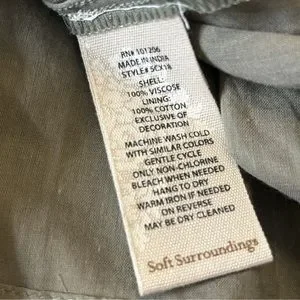 RN# 101206
MADE IN INDIA
STYLE# 5CX18
SHELL:
100% VISCOSE
LINING:
100% COTTON
EXCLUSIVE OF
DECORATION
MACHINE WASH COLD
WITH SIMILAR COLORS
GENTLE CYCLE
ONLY NON-CHLORINE
BLEACH WHEN NEEDED
HANG TO DRY
WARM IRON IF NEEDED
ON REVERSE
MAY BE DRY CLEANED
Soft Surroundings